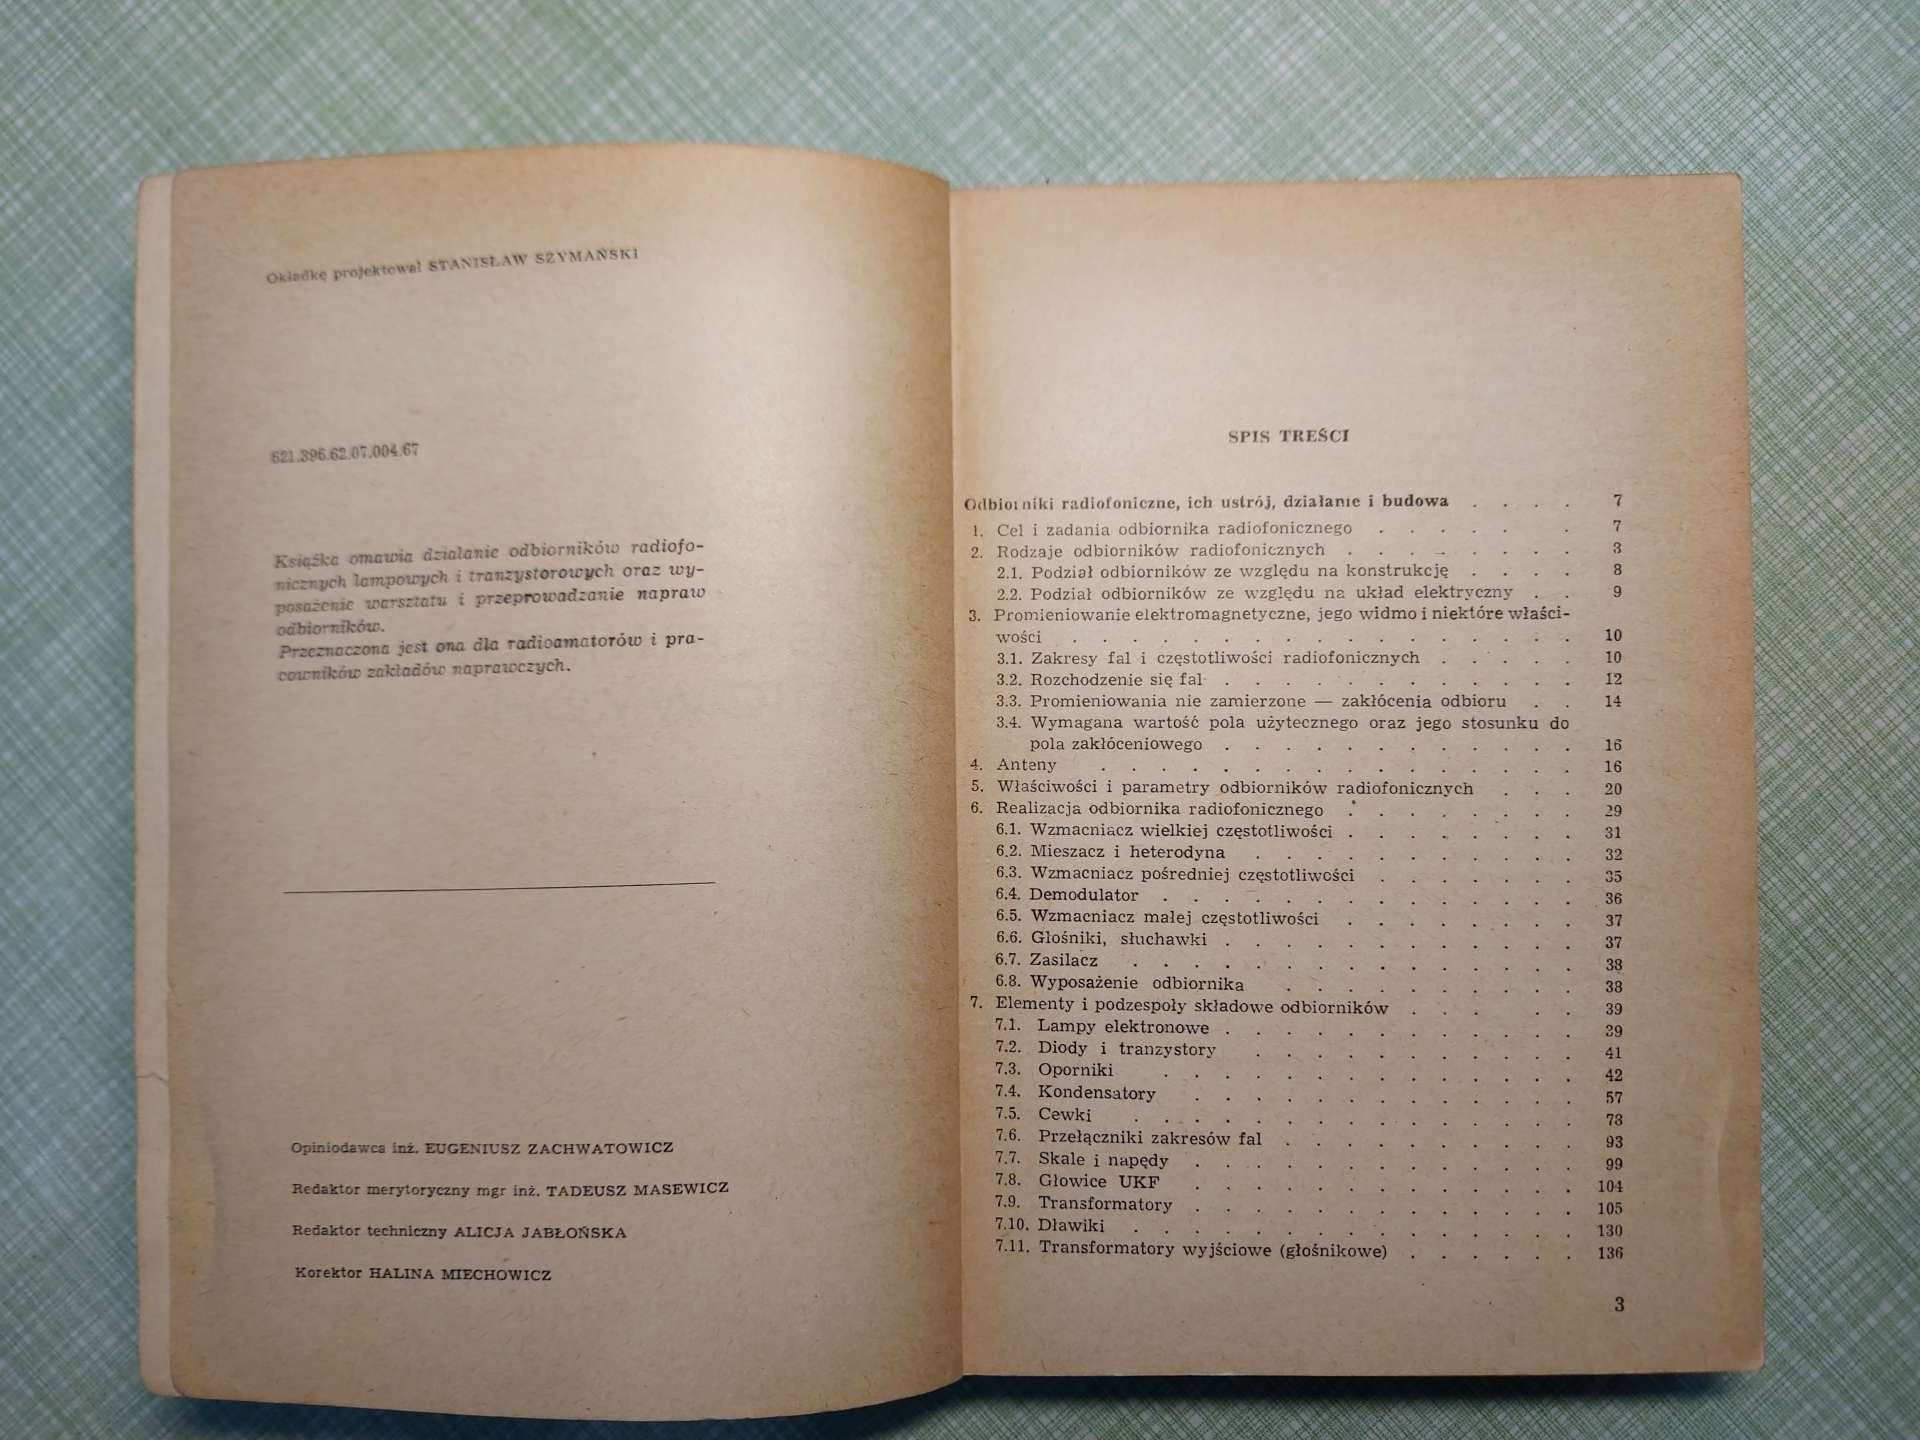 Okładkę projektował STANISŁAW SZYMAŃSKI
621.396.62.07.004.67
Książka omawia działanie odbiorników radiofo-
nicznych lampowych i tranzystorowych oraz wy-
posażenie warsztatu i przeprowadzanie napraw
odbiorników.
Przeznaczona jest ona dla radioamatorów i pra-
cowników zakładów naprawczych.
Opiniodawca inż. EUGENIUSZ ZACHWATOWICZ
Redaktor merytoryczny mgr inż. TADEUSZ MASEWICZ
Redaktor techniczny ALICJA JABŁOŃSKA
Korektor HALINA MIECHOWICZ
SPIS TREŚCI
Odbiorniki radiofoniczne, ich ustrój, działanie i budowa . . . . 7
1. Cel i zadania odbiornika radiofonicznego . . . . . . 7
2. Rodzaje odbiorników radiofonicznych . . . . . . . . 8
2.1. Podział odbiorników ze względu na konstrukcję . . . . 8
2.2. Podział odbiorników ze względu na układ elektryczny . . 9
3. Promieniowanie elektromagnetyczne, jego widmo i niektóre właści-
wości . . . . . . . . . . . . . . . . . 10
3.1. Zakresy fal i częstotliwości radiofonicznych . . . . . 10
3.2. Rozchodzenie się fal . . . . . . . . . . . . 12
3.3. Promieniowania nie zamierzone — zakłócenia odbioru . . 14
3.4. Wymagana wartość pola użytecznego oraz jego stosunku do
pola zakłóceniowego . . . . . . . . . . . . 16
4. Anteny . . . . . . . . . . . . . . . . 16
5. Właściwości i parametry odbiorników radiofonicznych . . . 20
6. Realizacja odbiornika radiofonicznego . . . . . . . . 29
6.1. Wzmacniacz wielkiej częstotliwości . . . . . . . . 31
6.2. Mieszacz i heterodyna . . . . . . . . . . . 32
6.3. Wzmacniacz pośredniej częstotliwości . . . . . . . 35
6.4. Demodulator . . . . . . . . . . . . . . 36
6.5. Wzmacniacz małej częstotliwości . . . . . . . . 37
6.6. Głośniki, słuchawki . . . . . . . . . . . . 37
6.7. Zasilacz . . . . . . . . . . . . . . . 38
6.8. Wyposażenie odbiornika . . . . . . . . . . 38
7. Elementy i podzespoły składowe odbiorników . . . . . 39
7.1. Lampy elektronowe . . . . . . . . . . . . 39
7.2. Diody i tranzystory . . . . . . . . . . . 41
7.3. Oporniki . . . . . . . . . . . . . . 42
7.4. Kondensatory . . . . . . . . . . . . . 57
7.5. Cewki . . . . . . . . . . . . . . . 78
7.6. Przełączniki zakresów fal . . . . . . . . . . 93
7.7. Skale i napędy . . . . . . . . . . . . . 99
7.8. Głowice UKF . . . . . . . . . . . . . 104
7.9. Transformatory . . . . . . . . . . . . . 105
7.10. Dławiki . . . . . . . . . . . . . . . 130
7.11. Transformatory wyjściowe (głośnikowe) . . . . . . 136
3